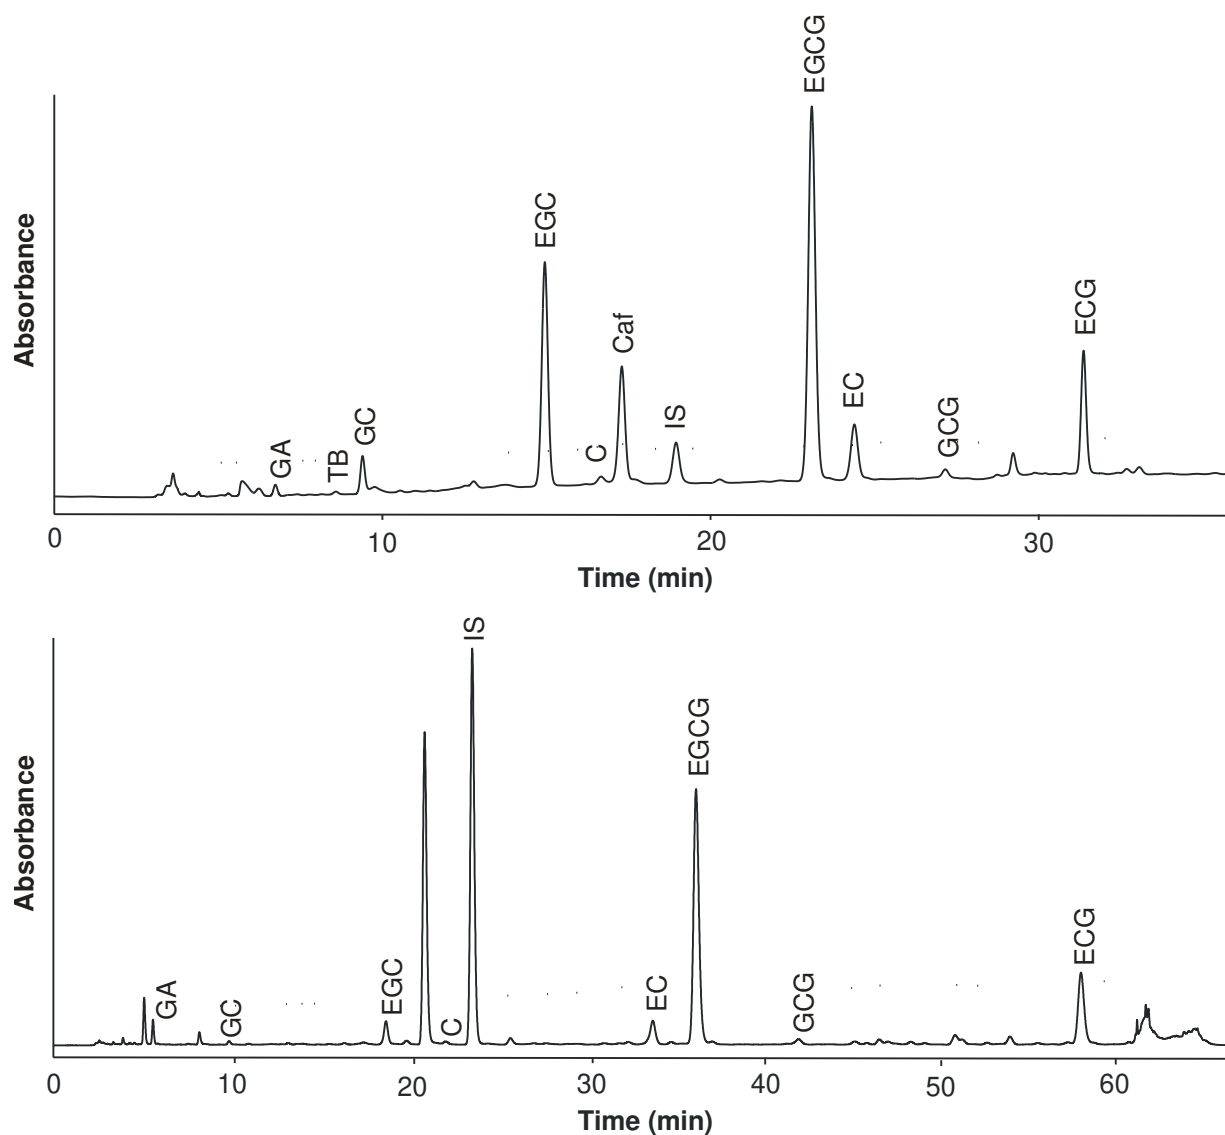 Absorbance
GA
TB
GC
EGC
C
Caf
IS
EGCG
EC
GCG
ECG
0
10
20
30
Time (min)
Absorbance
GA
GC
EGC
C
IS
EC
EGCG
GCG
ECG
0
10
20
30
40
50
60
Time (min)